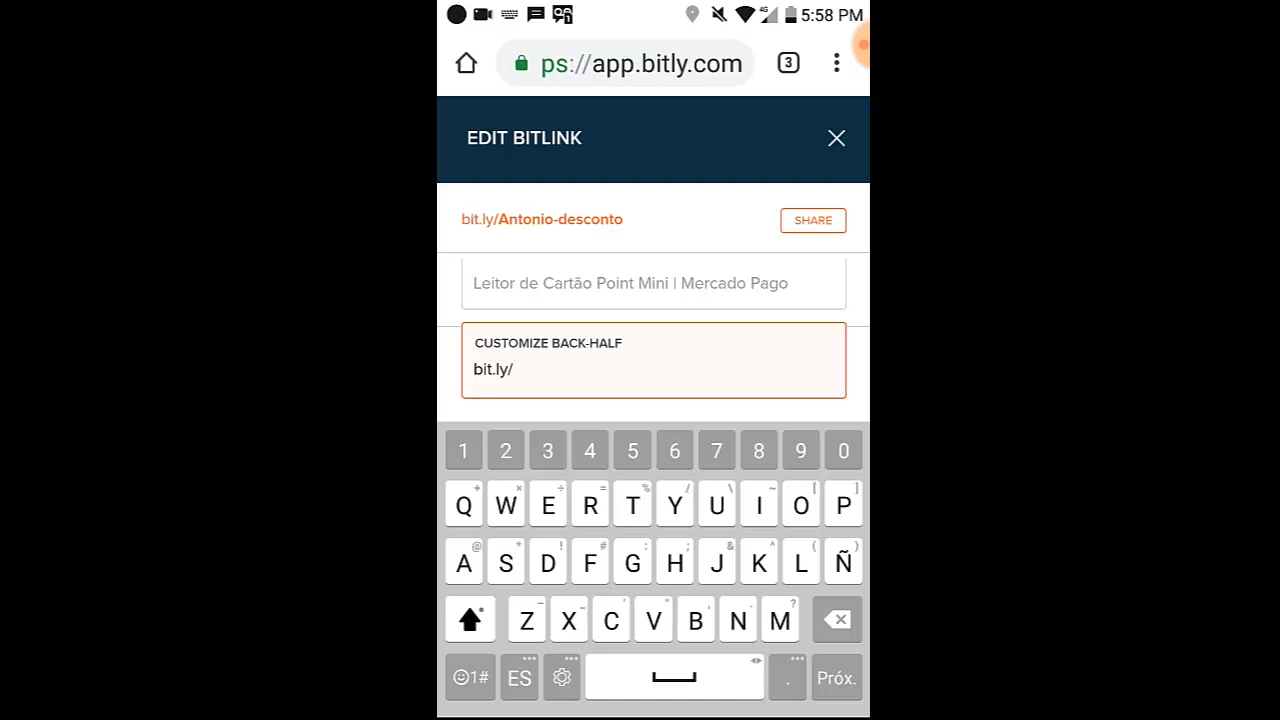 5:58 PM
ps://app.bitly.com 3
EDIT BITLINK
bit.ly/Antonio-desconto SHARE
Leitor de Cartão Point Mini | Mercado Pago
CUSTOMIZE BACK-HALF
bit.ly/
1 2 3 4 5 6 7 8 9 0
Q W E R T Y U I O P
A S D F G H J K L Ñ
Z X C V B N M
1# ES . Próx.